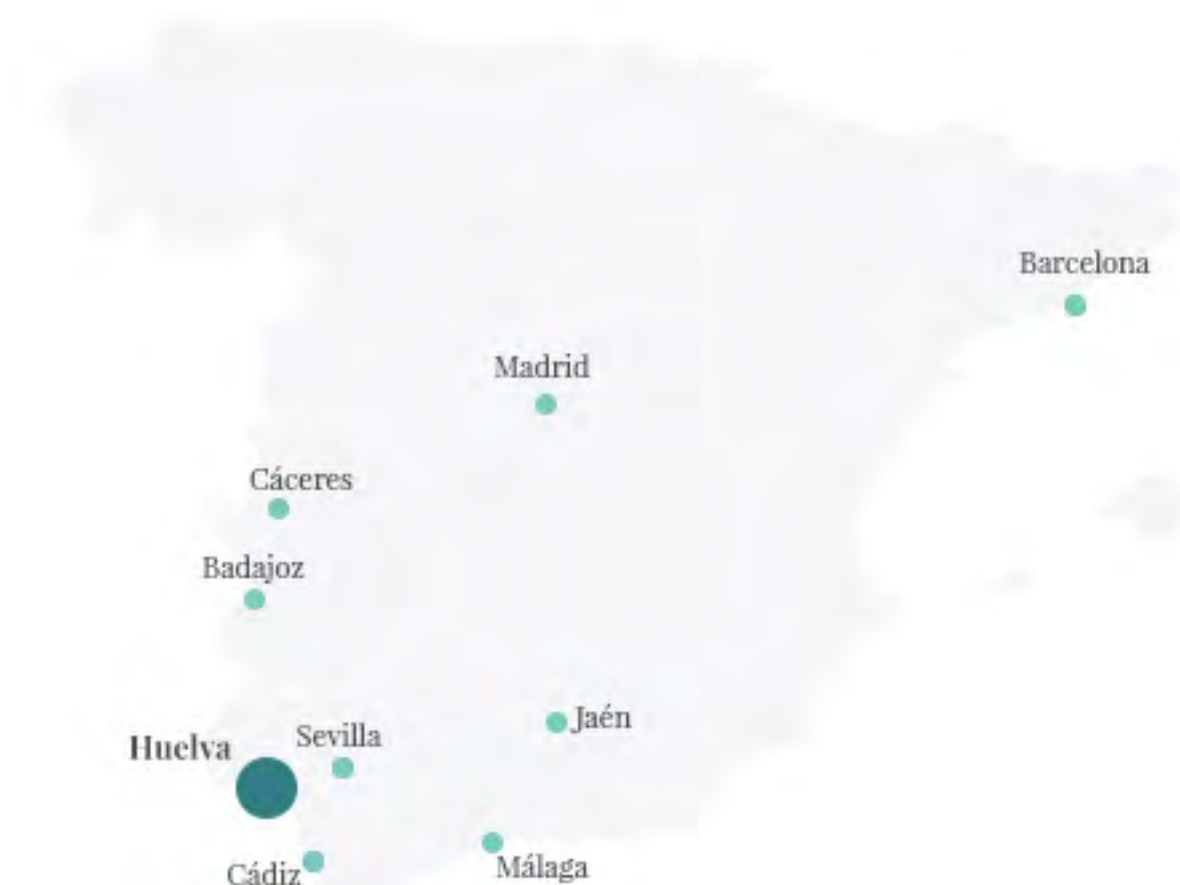 Barcelona
Madrid
Cáceres
Badajoz
Jaén
Sevilla
Huelva
Málaga
Cádiz